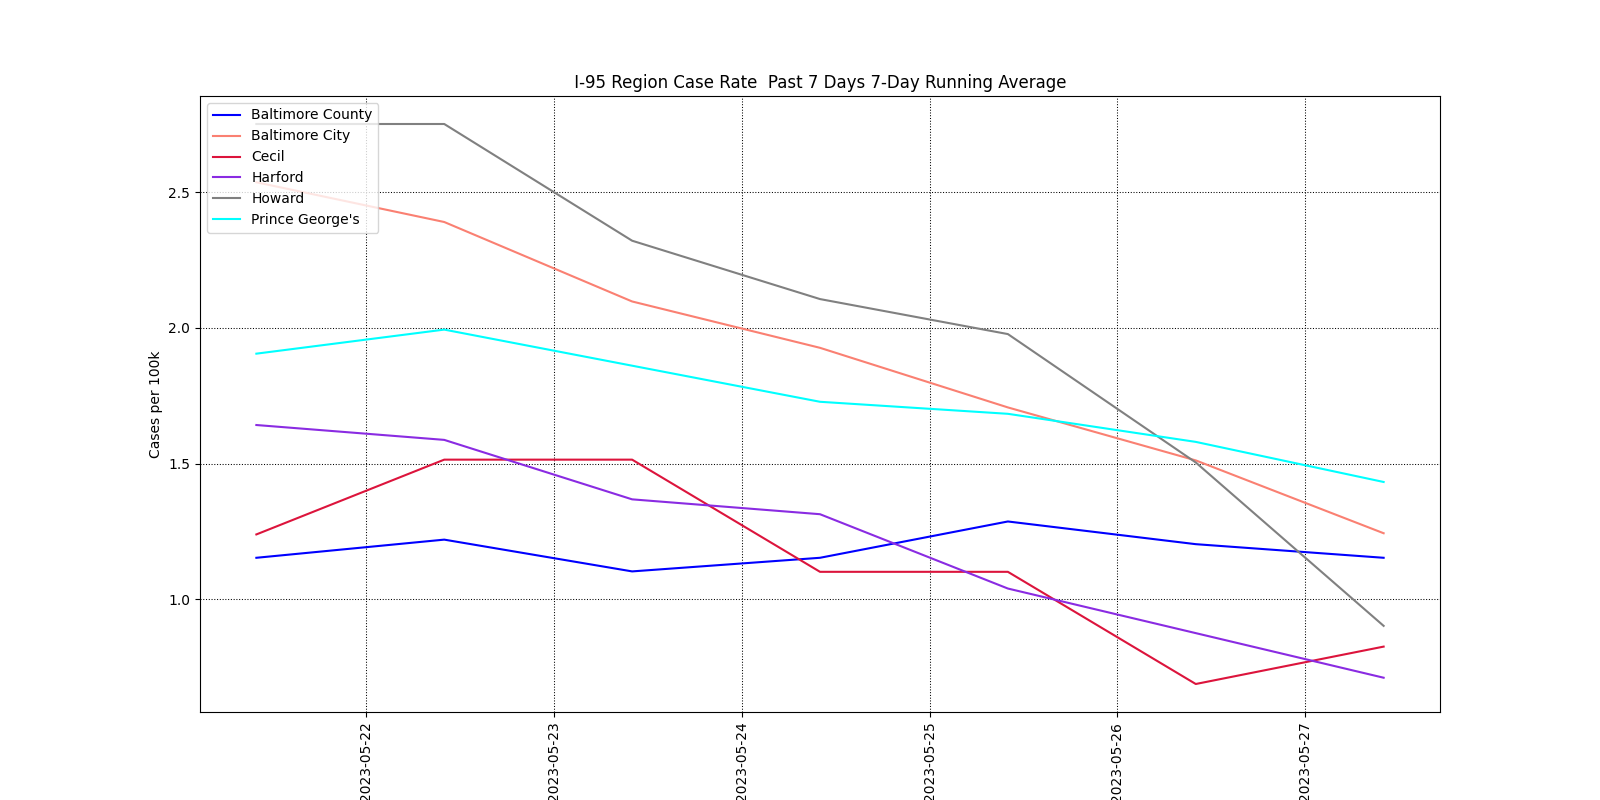 I-95 Region Case Rate  Past 7 Days 7-Day Running Average
Baltimore County
Baltimore City
Cecil
Harford
Howard
Prince George's
Cases per 100k
2.5
2.0
1.5
1.0
2023-05-22
2023-05-23
2023-05-24
2023-05-25
2023-05-26
2023-05-27